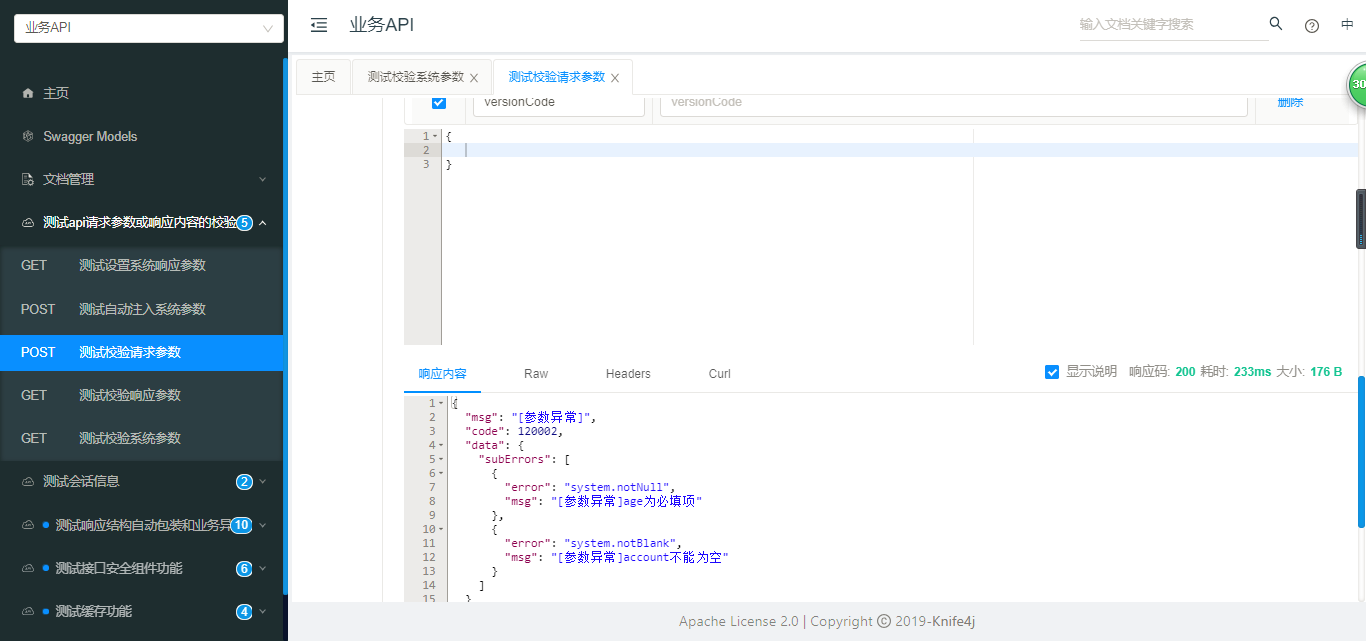 业务API
业务API
输入文档关键字搜索
中
主页
测试校验系统参数
测试校验请求参数
30
主页
Swagger Models
文档管理
测试api请求参数或响应内容的校验 5
GET 测试设置系统响应参数
POST 测试自动注入系统参数
POST 测试校验请求参数
GET 测试校验响应参数
GET 测试校验系统参数
测试会话信息 2
测试响应结构自动包装和业务异 10
测试接口安全组件功能 6
测试缓存功能 4
versionCode versionCode 删除
1 {
2
3 }
响应内容 Raw Headers Curl
显示说明 响应码: 200 耗时: 233ms 大小: 176 B
1 {
2 "msg": "[参数异常]",
3 "code": 120002,
4 "data": {
5 "subErrors": [
6 {
7 "error": "system.notNull",
8 "msg": "[参数异常]age为必填项"
9 },
10 {
11 "error": "system.notBlank",
12 "msg": "[参数异常]account不能为空"
13 }
14 ]
15 }
Apache License 2.0 | Copyright © 2019-Knife4j